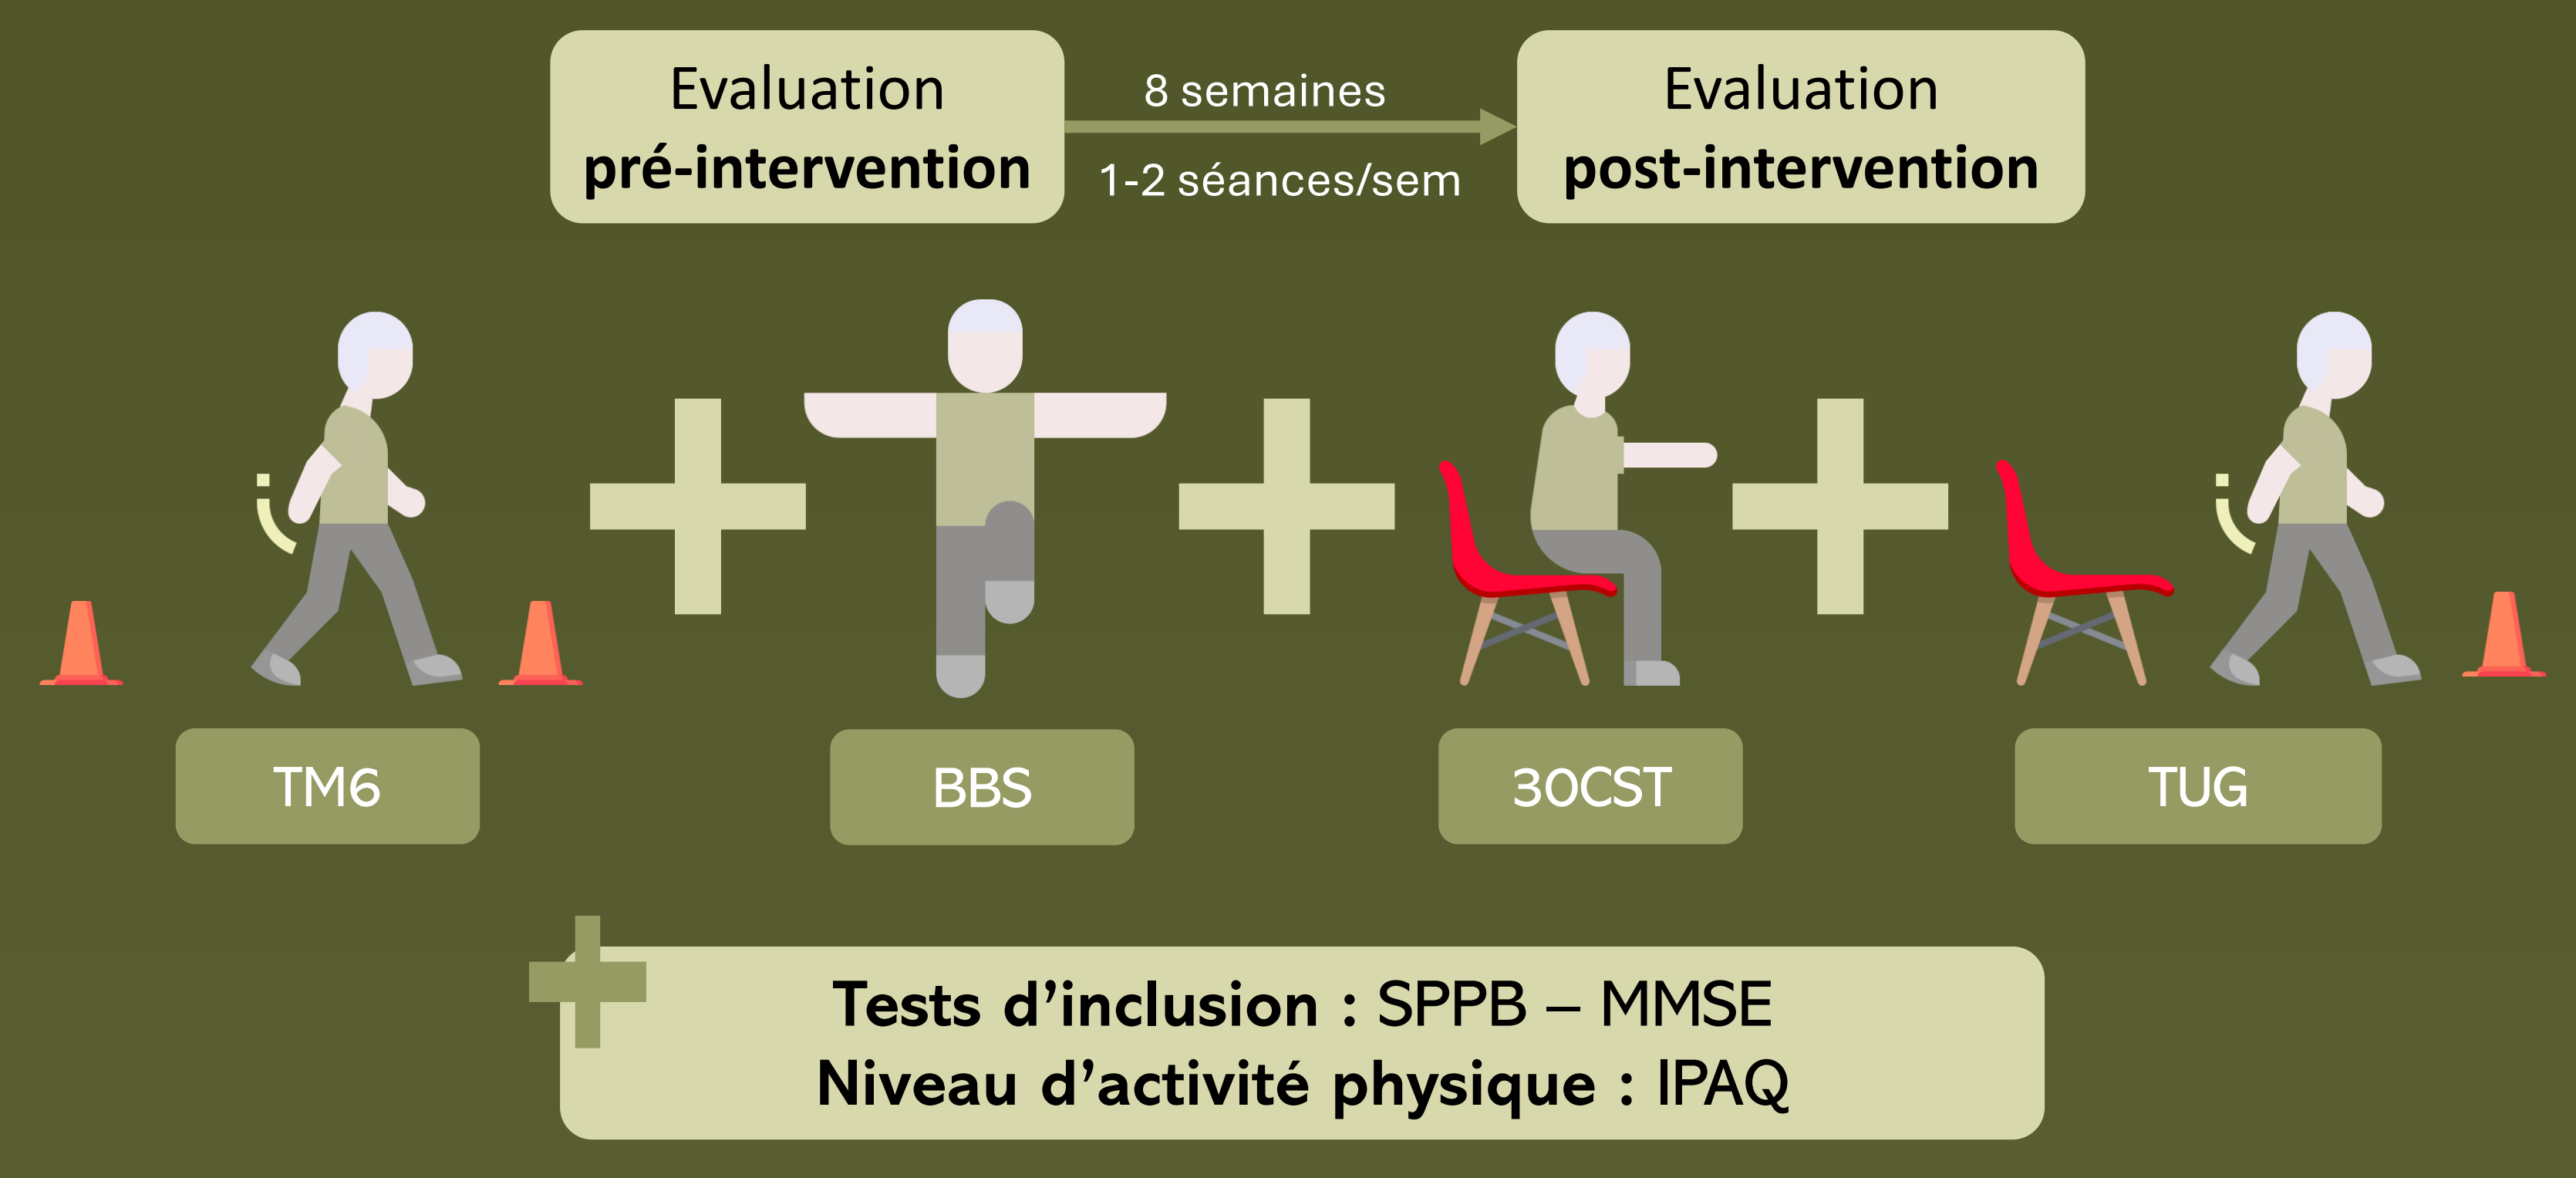 Evaluation
pré-intervention
8 semaines
1-2 séances/sem
Evaluation
post-intervention
TM6
BBS
30CST
TUG
Tests d’inclusion : SPPB – MMSE
Niveau d’activité physique : IPAQ